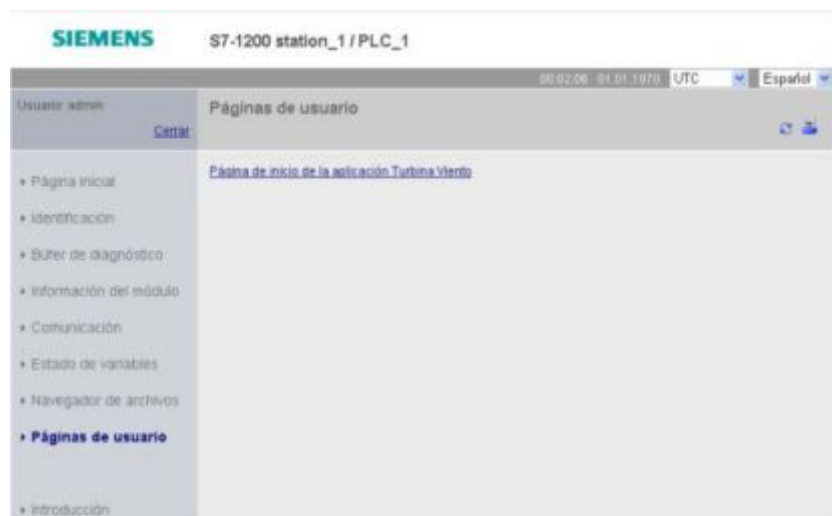 SIEMENS
S7-1200 station_1 / PLC_1
00:02:06 01.01.1970 UTC Español
Usuario: admin
Cerrar
Páginas de usuario
Página de inicio de la aplicación Turbina Viento
Página inicial
Identificación
Búfer de diagnóstico
Información del módulo
Comunicación
Estado de variables
Navegador de archivos
Páginas de usuario
Introducción